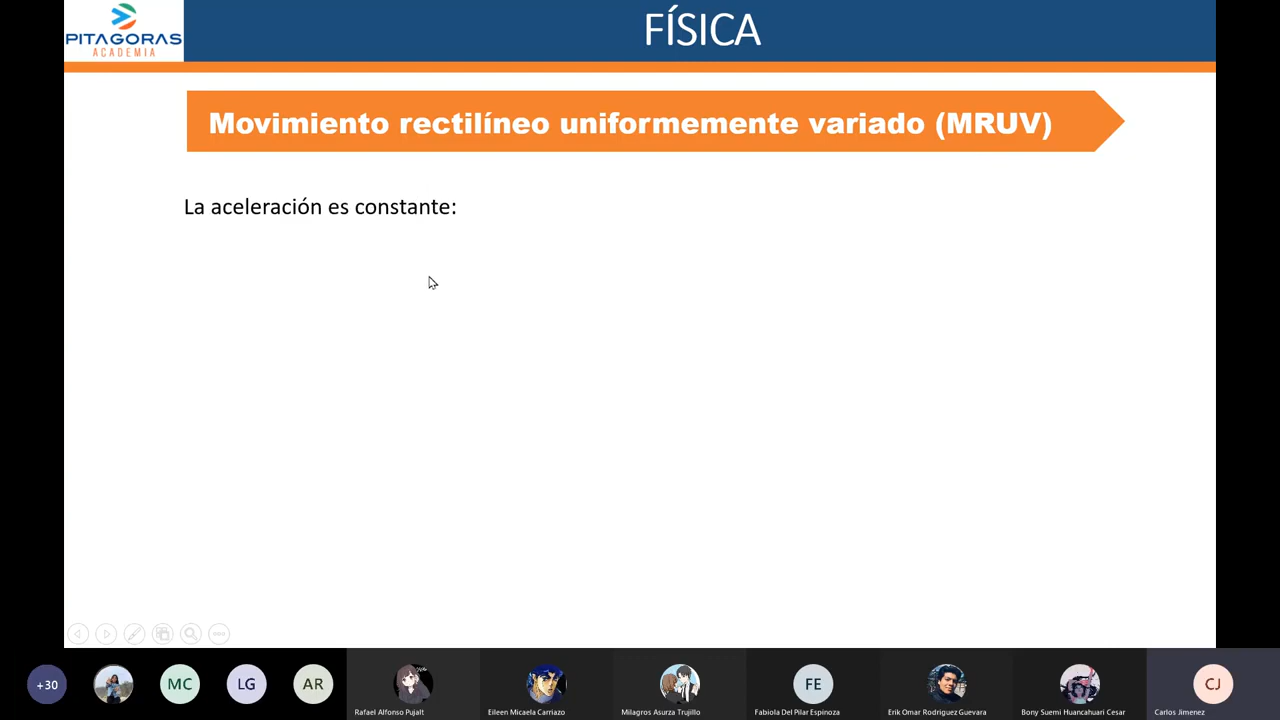 PITAGORAS
ACADEMIA
FÍSICA
Movimiento rectilíneo uniformemente variado (MRUV)
La aceleración es constante:
+30
MC
LG
AR
FE
CJ
Rafael Alfonso Pujalt
Eileen Micaela Carriazo
Milagros Asurza Trujillo
Fabiola Del Pilar Espinoza
Erik Omar Rodriguez Guevara
Bony Suemi Huancahuari Cesar
Carlos Jimenez